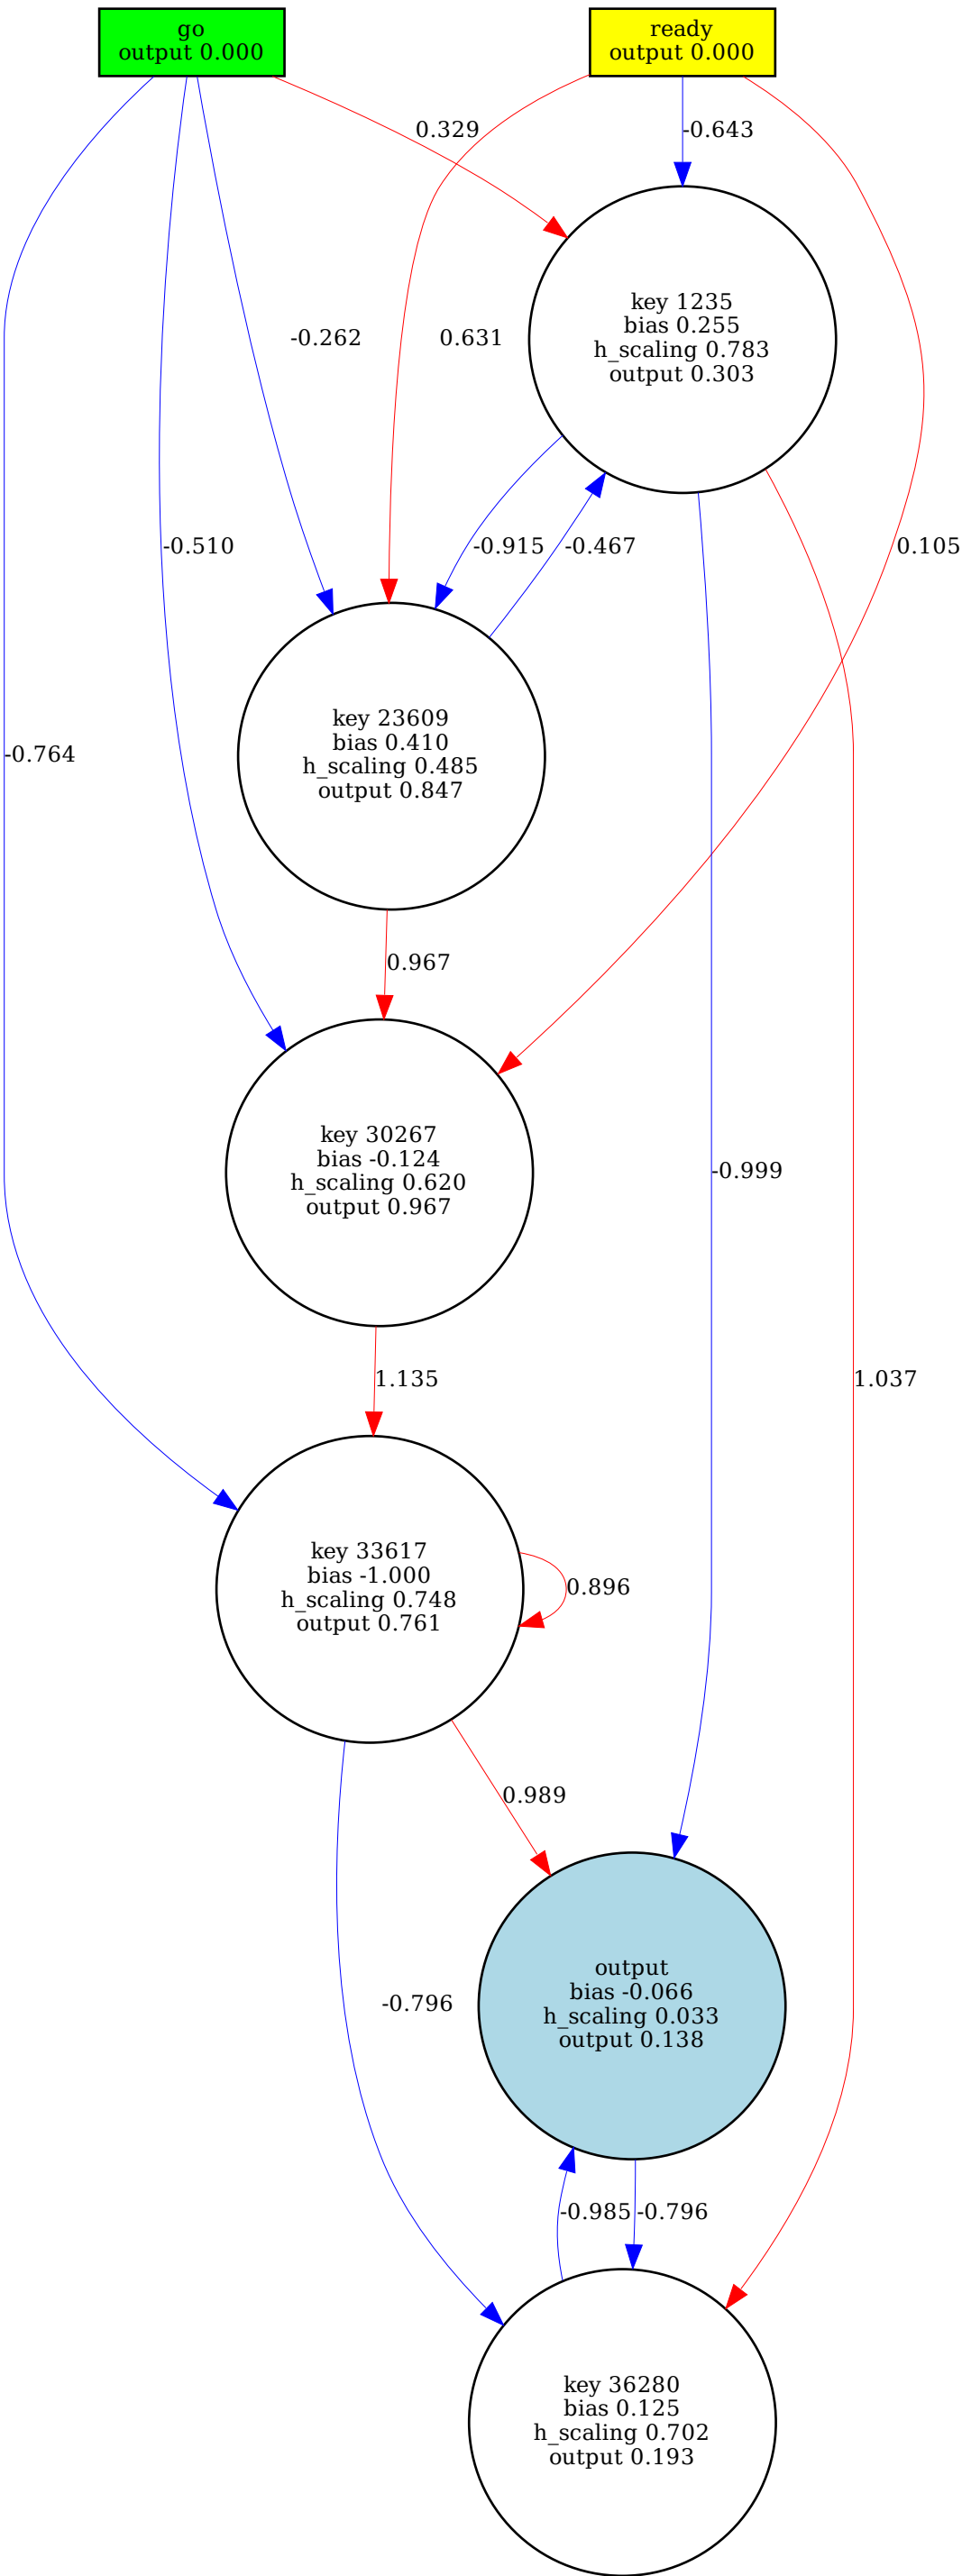 go
output 0.000
ready
output 0.000
0.329
-0.643
key 1235
bias 0.255
h_scaling 0.783
output 0.303
-0.262
0.631
-0.510
-0.915
-0.467
0.105
key 23609
bias 0.410
h_scaling 0.485
output 0.847
-0.764
0.967
key 30267
bias -0.124
h_scaling 0.620
output 0.967
-0.999
1.135
1.037
key 33617
bias -1.000
h_scaling 0.748
output 0.761
0.896
0.989
output
bias -0.066
h_scaling 0.033
output 0.138
-0.796
-0.985
-0.796
key 36280
bias 0.125
h_scaling 0.702
output 0.193